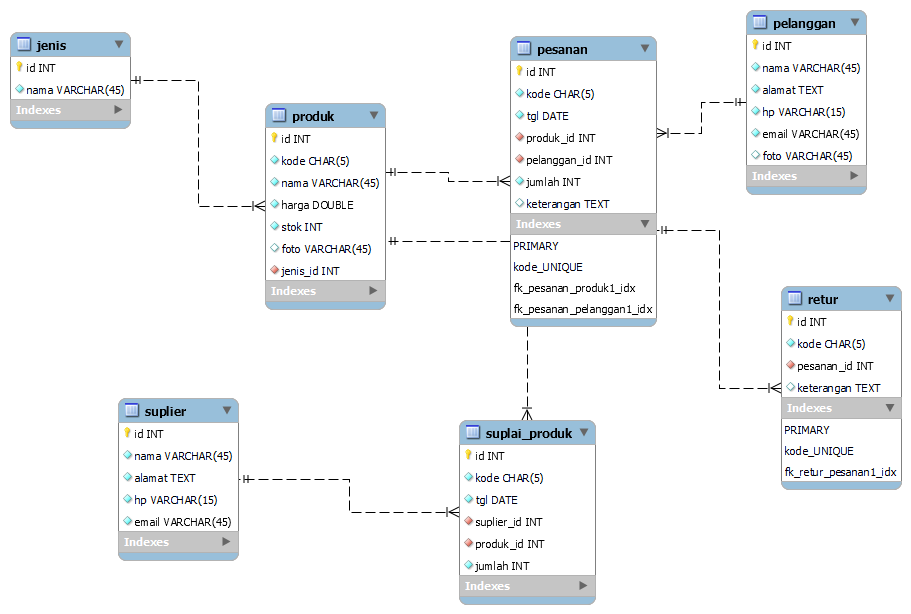 jenis
id INT
nama VARCHAR(45)
Indexes
produk
id INT
kode CHAR(5)
nama VARCHAR(45)
harga DOUBLE
stok INT
foto VARCHAR(45)
jenis_id INT
Indexes
pesanan
id INT
kode CHAR(5)
tgl DATE
produk_id INT
pelanggan_id INT
jumlah INT
keterangan TEXT
Indexes
PRIMARY
kode_UNIQUE
fk_pesanan_produk1_idx
fk_pesanan_pelanggan1_idx
pelanggan
id INT
nama VARCHAR(45)
alamat TEXT
hp VARCHAR(15)
email VARCHAR(45)
foto VARCHAR(45)
Indexes
retur
id INT
kode CHAR(5)
pesanan_id INT
keterangan TEXT
Indexes
PRIMARY
kode_UNIQUE
fk_retur_pesanan1_idx
suplier
id INT
nama VARCHAR(45)
alamat TEXT
hp VARCHAR(15)
email VARCHAR(45)
Indexes
suplai_produk
id INT
kode CHAR(5)
tgl DATE
suplier_id INT
produk_id INT
jumlah INT
Indexes